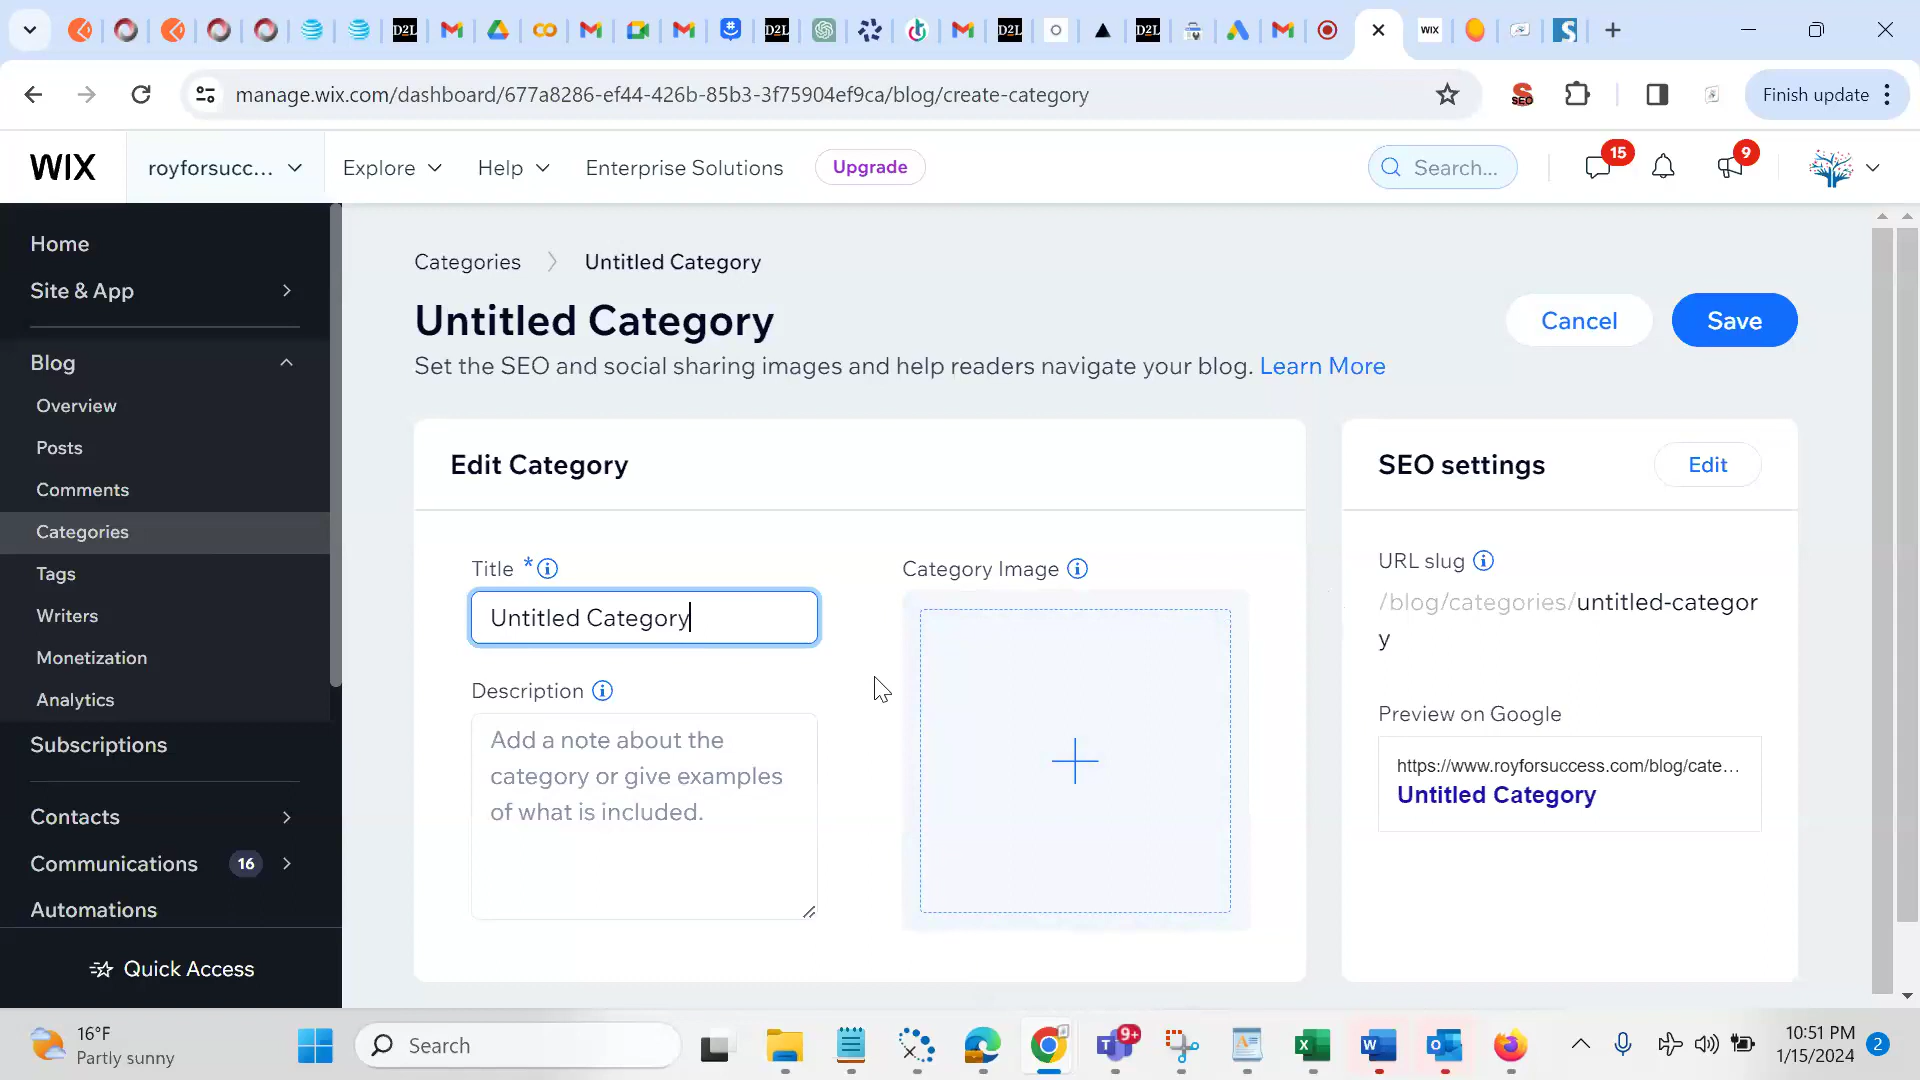 D2L
D2L
D2L
D2L
WIX
manage.wix.com/dashboard/677a8286-ef44-426b-85b3-3f75904ef9ca/blog/create-category
SEO
Finish update
WIX
royforsucc...
Explore
Help
Enterprise Solutions
Upgrade
Search...
15
9
Home
Site & App
Blog
Overview
Posts
Comments
Categories
Tags
Writers
Monetization
Analytics
Subscriptions
Contacts
Communications
16
Automations
Quick Access
Categories
Untitled Category
Untitled Category
Set the SEO and social sharing images and help readers navigate your blog. Learn More
Cancel
Save
Edit Category
Title *
Untitled Category
Description
Add a note about the
category or give examples
of what is included.
Category Image
SEO settings
Edit
URL slug
/blog/categories/untitled-categor
y
Preview on Google
https://www.royforsuccess.com/blog/cate...
Untitled Category
16°F
Partly sunny
Search
9+
10:51 PM
1/15/2024
2